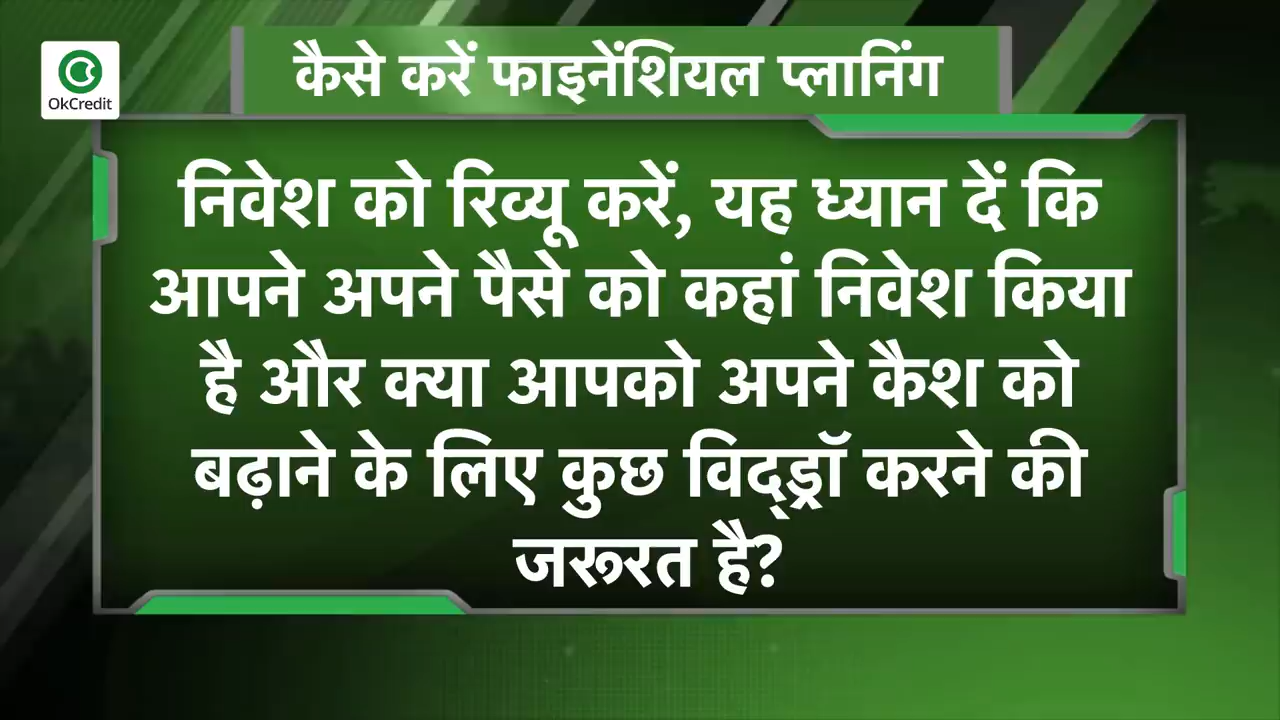 OkCredit
कैसे करें फाइनेंशियल प्लानिंग
निवेश को रिव्यू करें, यह ध्यान दें कि
आपने अपने पैसे को कहां निवेश किया
है और क्या आपको अपने कैश को
बढ़ाने के लिए कुछ विद्ड्रॉ करने की
जरूरत है?